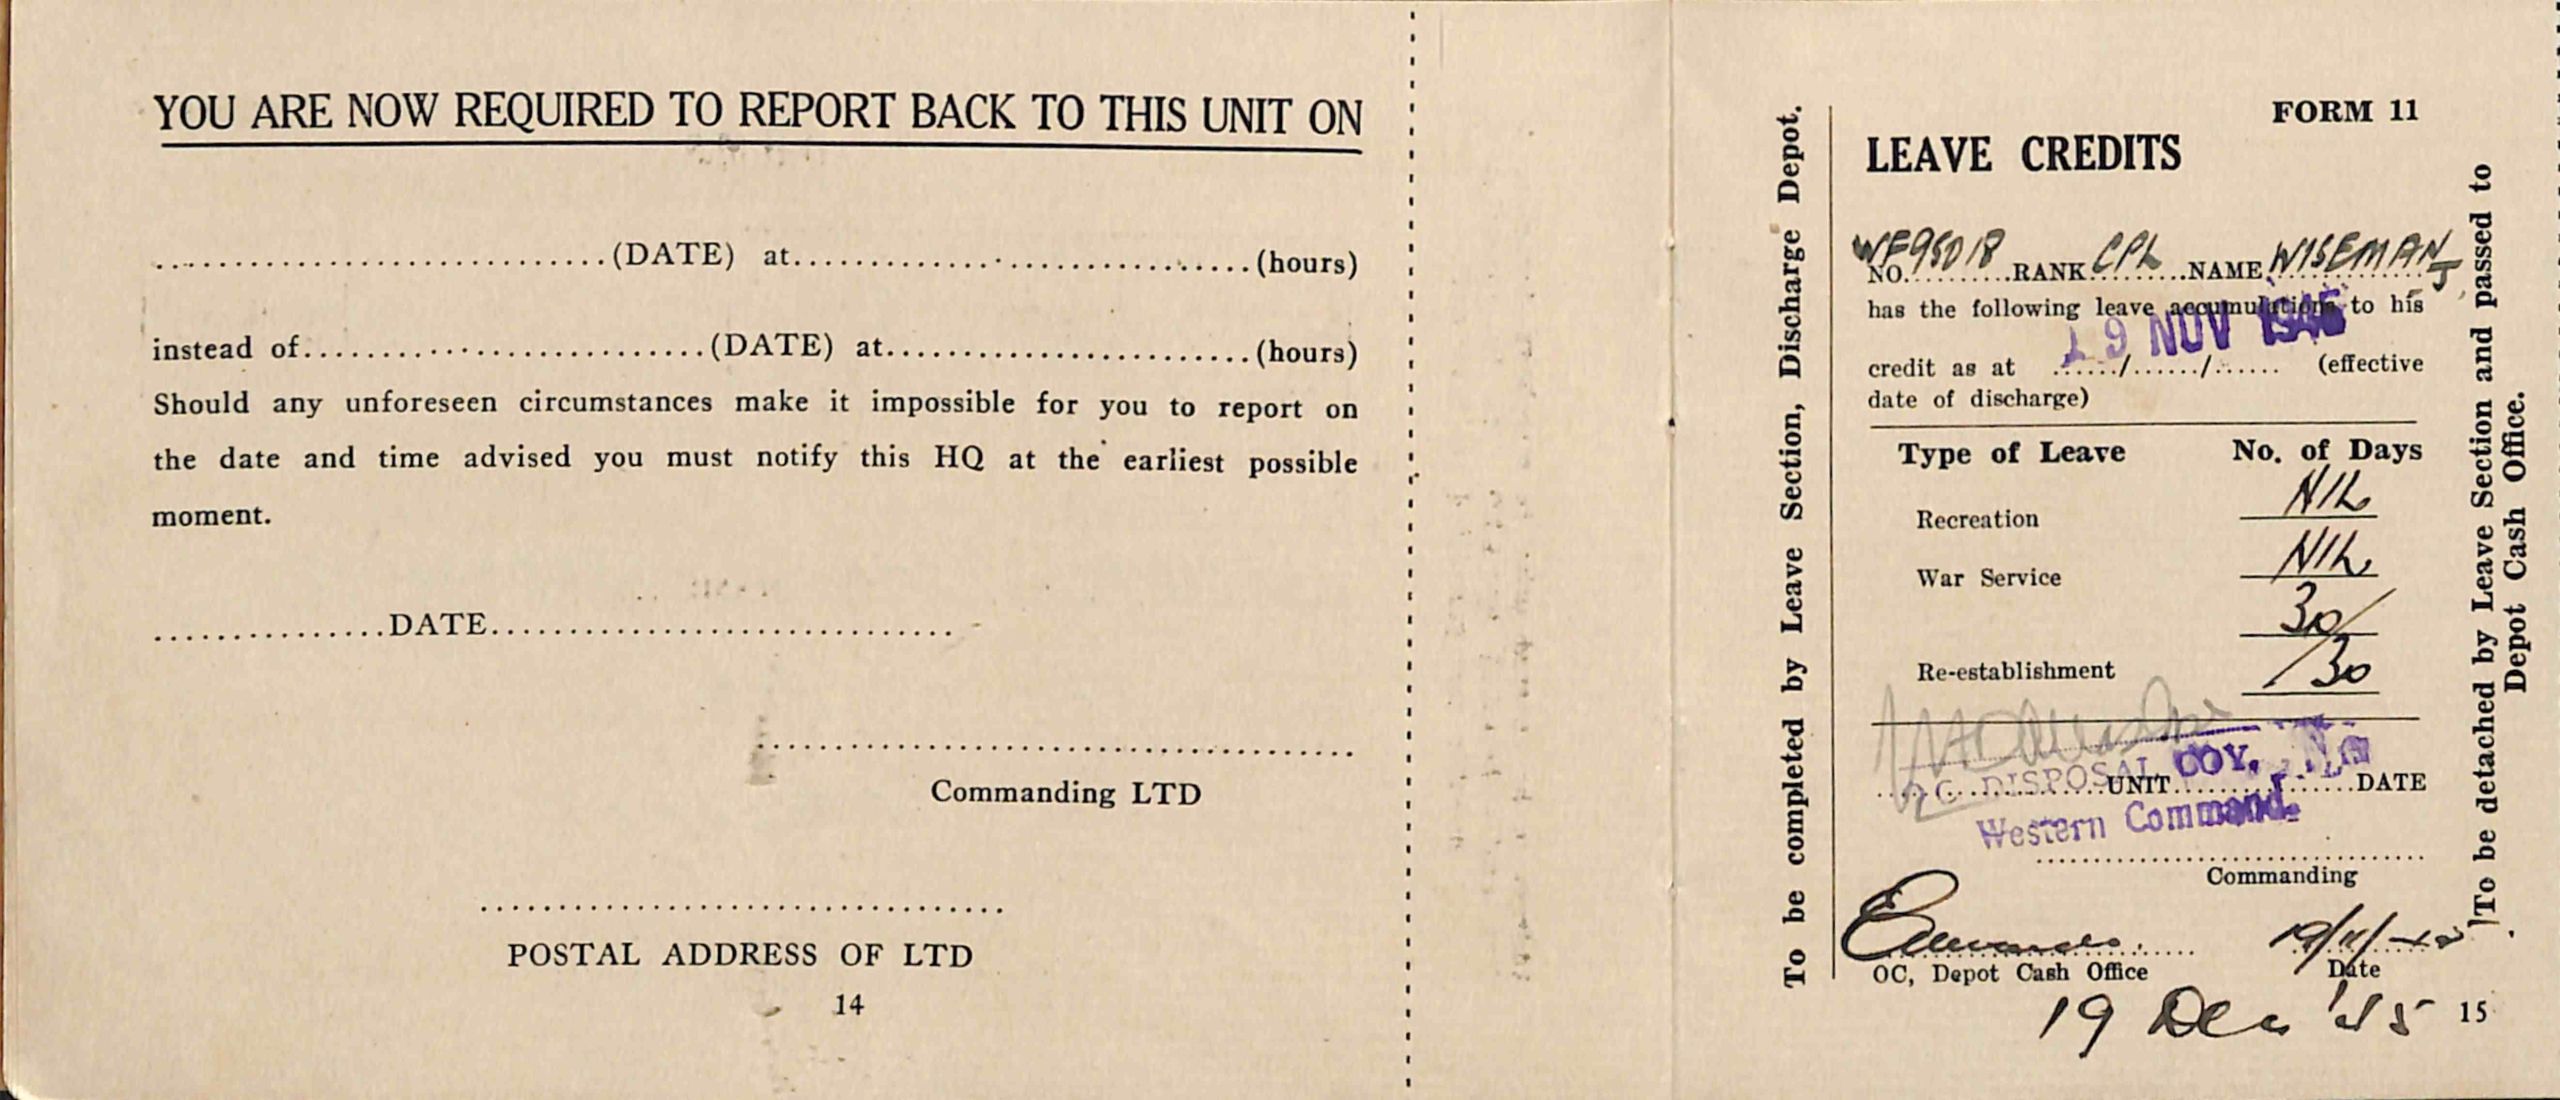 YOU ARE NOW REQUIRED TO REPORT BACK TO THIS UNIT ON
..............................(DATE) at..............................(hours)
instead of..........................(DATE) at..........................(hours)
Should any unforeseen circumstances make it impossible for you to report on
the date and time advised you must notify this HQ at the earliest possible
moment.
...............DATE..............................
.......................................
Commanding LTD
..................................
POSTAL ADDRESS OF LTD
14
To be completed by Leave Section, Discharge Depot.
FORM 11
LEAVE CREDITS
NO. WF95018 RANK CPL NAME WISEMAN J
has the following leave accumulations to his
19 NOV 1945
credit as at ....../....../...... (effective
date of discharge)
Type of Leave No. of Days
Recreation NIL
War Service NIL
30/
Re-establishment /30
OC DISPOSAL COY.
UNIT DATE
Western Command.
Commanding
Edwards
19/11/45
OC, Depot Cash Office Date
19 Dec '45
15
To be detached by Leave Section and passed to
Depot Cash Office.